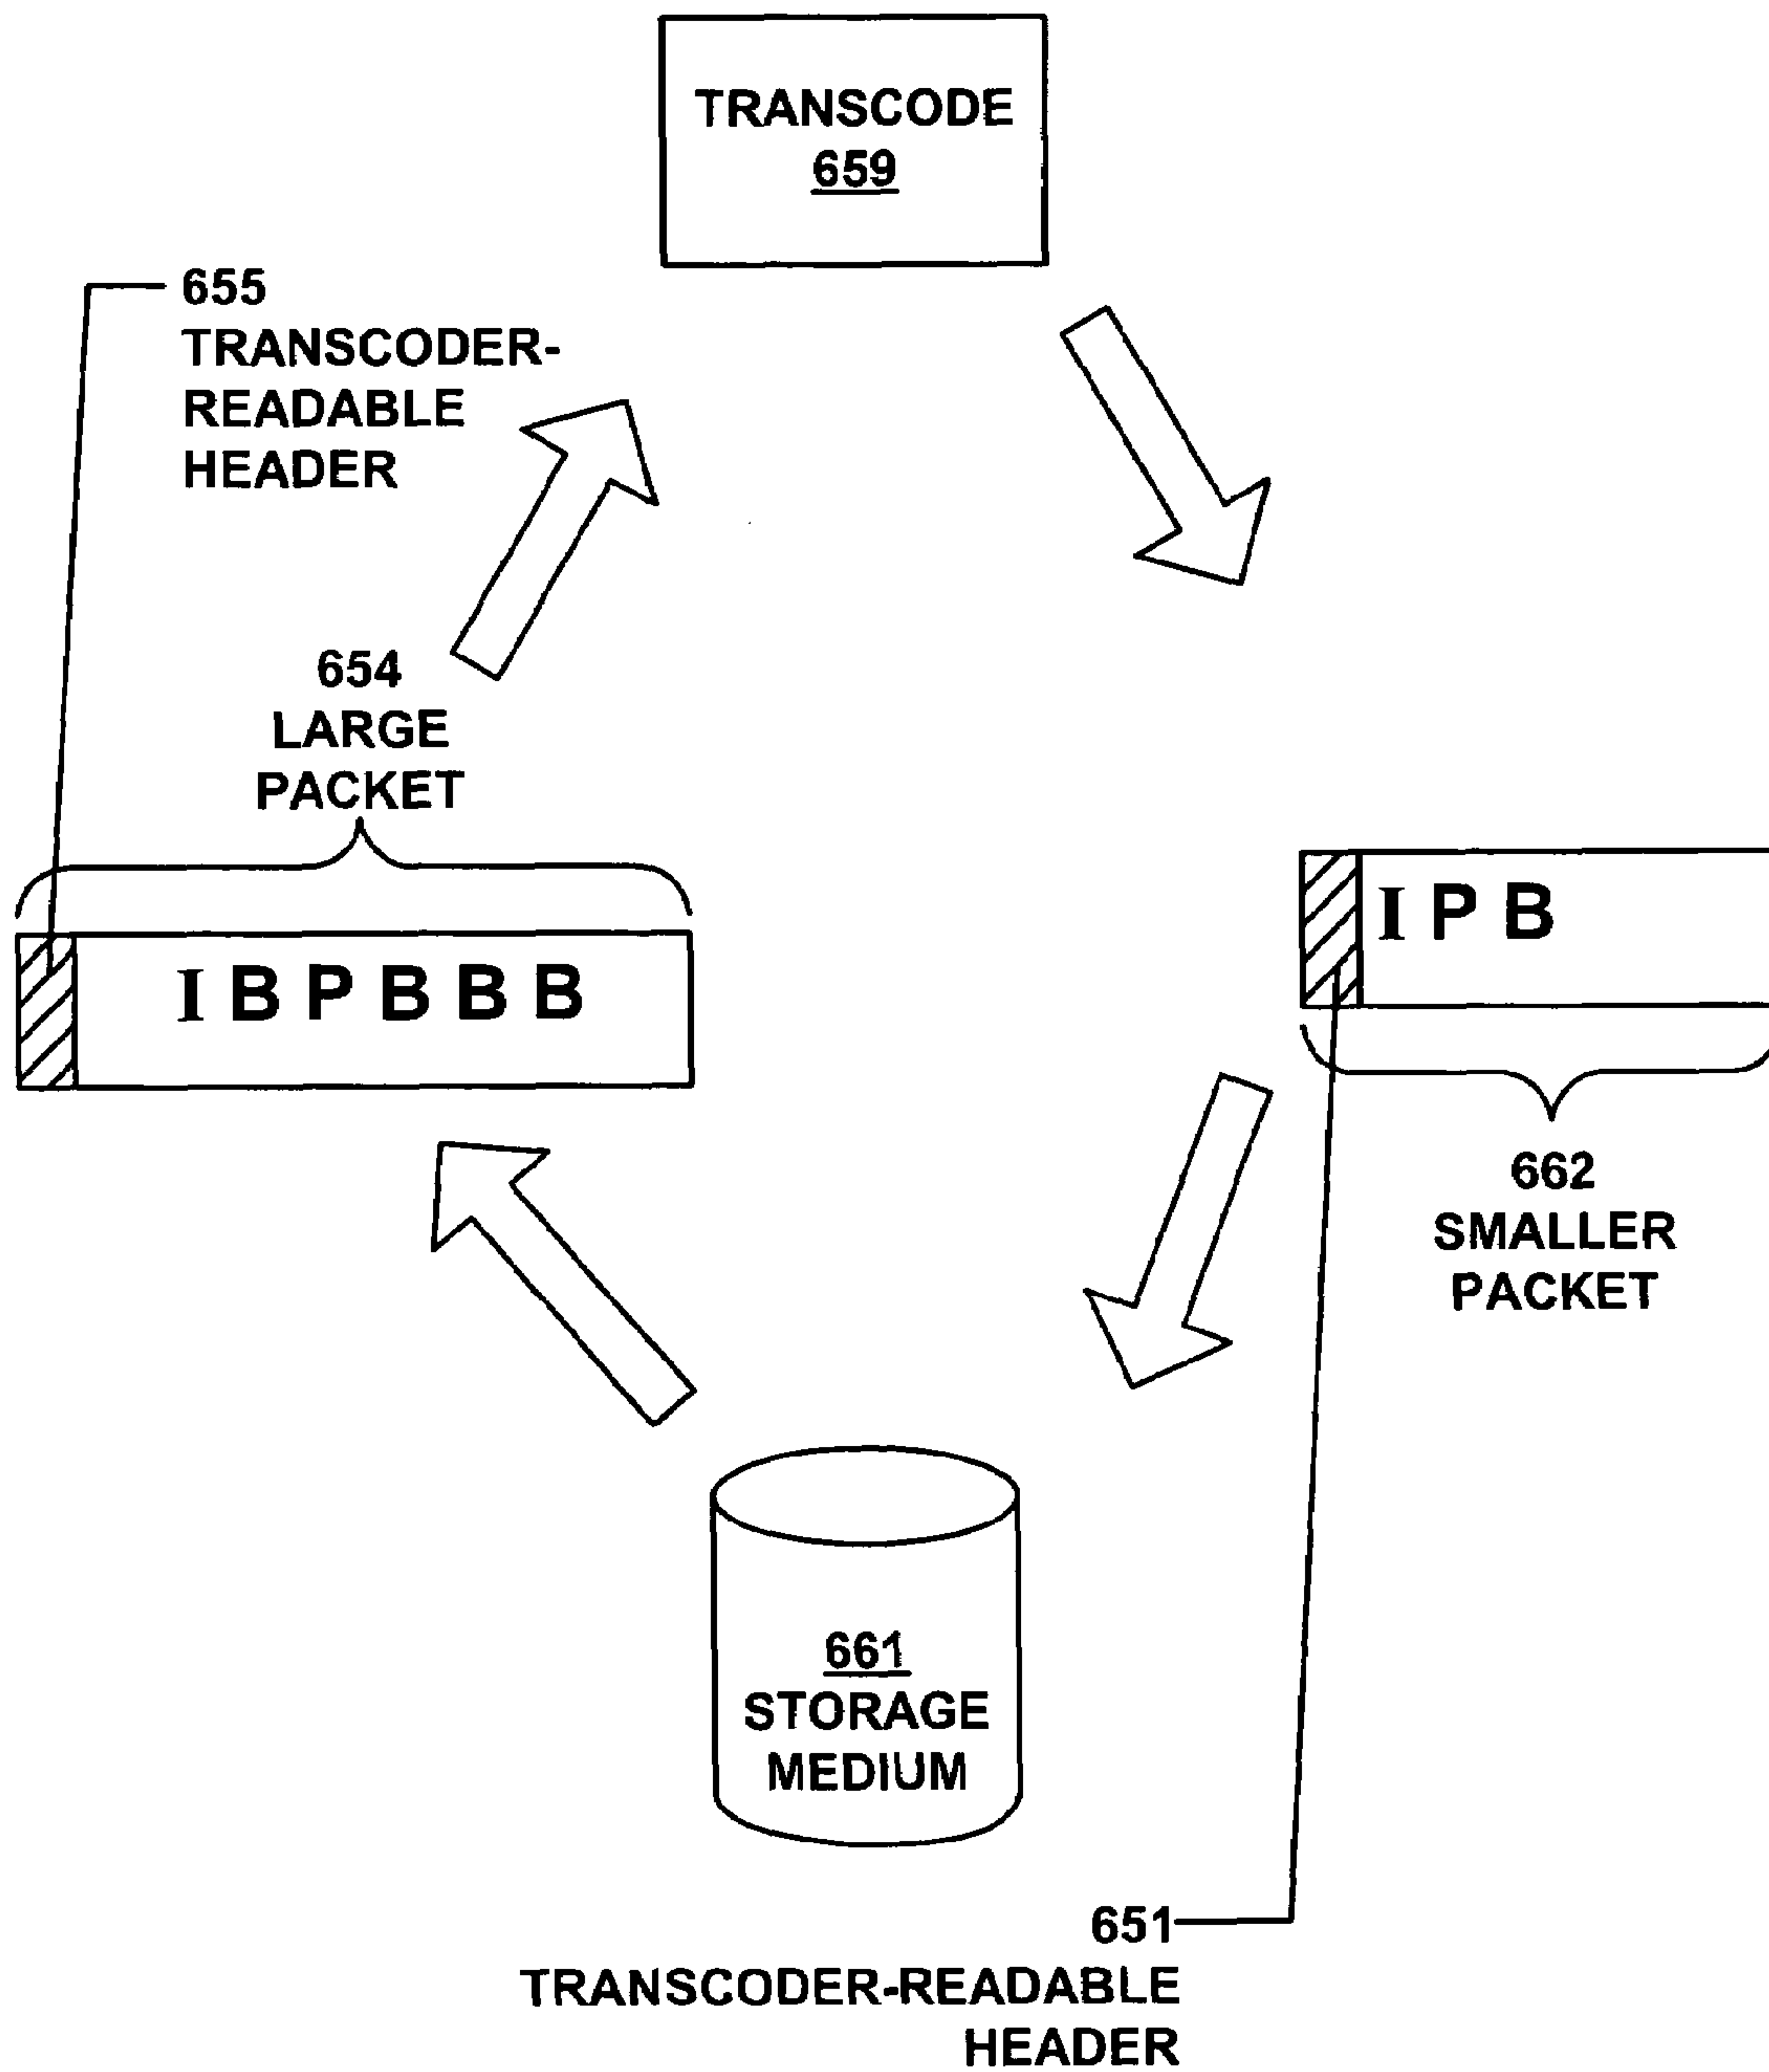 TRANSCODE
659
655
TRANSCODER-
READABLE
HEADER
654
LARGE
PACKET
I B P B B B
I P B
662
SMALLER
PACKET
661
STORAGE
MEDIUM
651
TRANSCODER-READABLE
HEADER